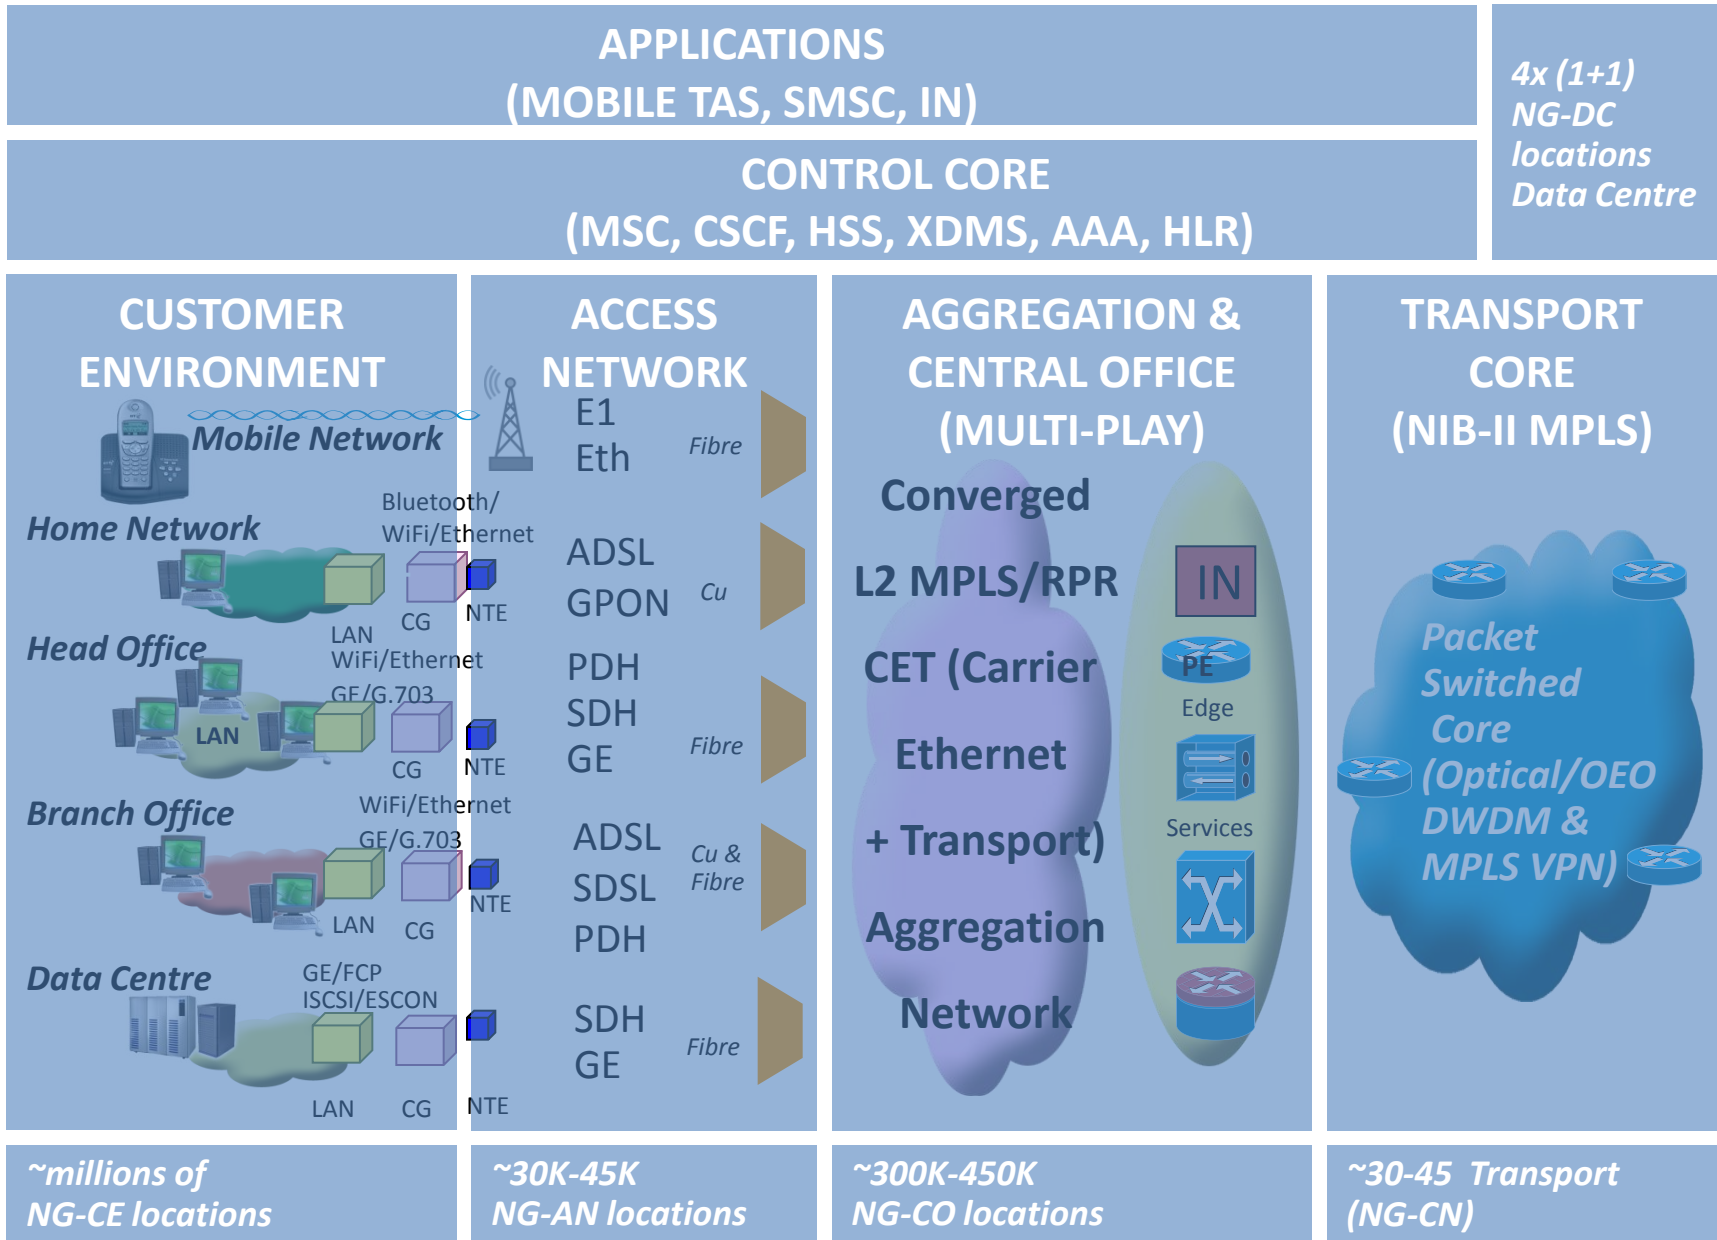 APPLICATIONS
(MOBILE TAS, SMSC, IN)
4x (1+1)
NG-DC
locations
Data Centre
CONTROL CORE
(MSC, CSCF, HSS, XDMS, AAA, HLR)
CUSTOMER
ENVIRONMENT
Mobile Network
Bluetooth/
WiFi/Ethernet
Home Network
CG
NTE
LAN
Head Office
WiFi/Ethernet
GE/G.703
LAN
CG
NTE
Branch Office
WiFi/Ethernet
GE/G.703
LAN
CG
NTE
Data Centre
GE/FCP
ISCSI/ESCON
LAN
CG
NTE
ACCESS
NETWORK
E1
Eth
Fibre
ADSL
GPON
Cu
PDH
SDH
GE
Fibre
ADSL
SDSL
PDH
Cu &
Fibre
SDH
GE
Fibre
AGGREGATION &
CENTRAL OFFICE
(MULTI-PLAY)
Converged
L2 MPLS/RPR
CET (Carrier
Ethernet
+ Transport)
Aggregation
Network
IN
PE
Edge
Services
TRANSPORT
CORE
(NIB-II MPLS)
Packet
Switched
Core
(Optical/OEO
DWDM &
MPLS VPN)
~millions of
NG-CE locations
~30K-45K
NG-AN locations
~300K-450K
NG-CO locations
~30-45 Transport
(NG-CN)